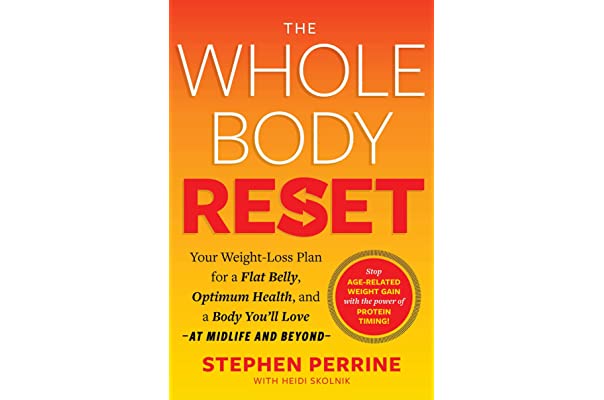 THE
WHOLE
BODY
RESET
Your Weight-Loss Plan
for a Flat Belly,
Optimum Health, and
a Body You'll Love
–AT MIDLIFE AND BEYOND–
Stop
AGE-RELATED
WEIGHT GAIN
with the power of
PROTEIN
TIMING!
STEPHEN PERRINE
WITH HEIDI SKOLNIK